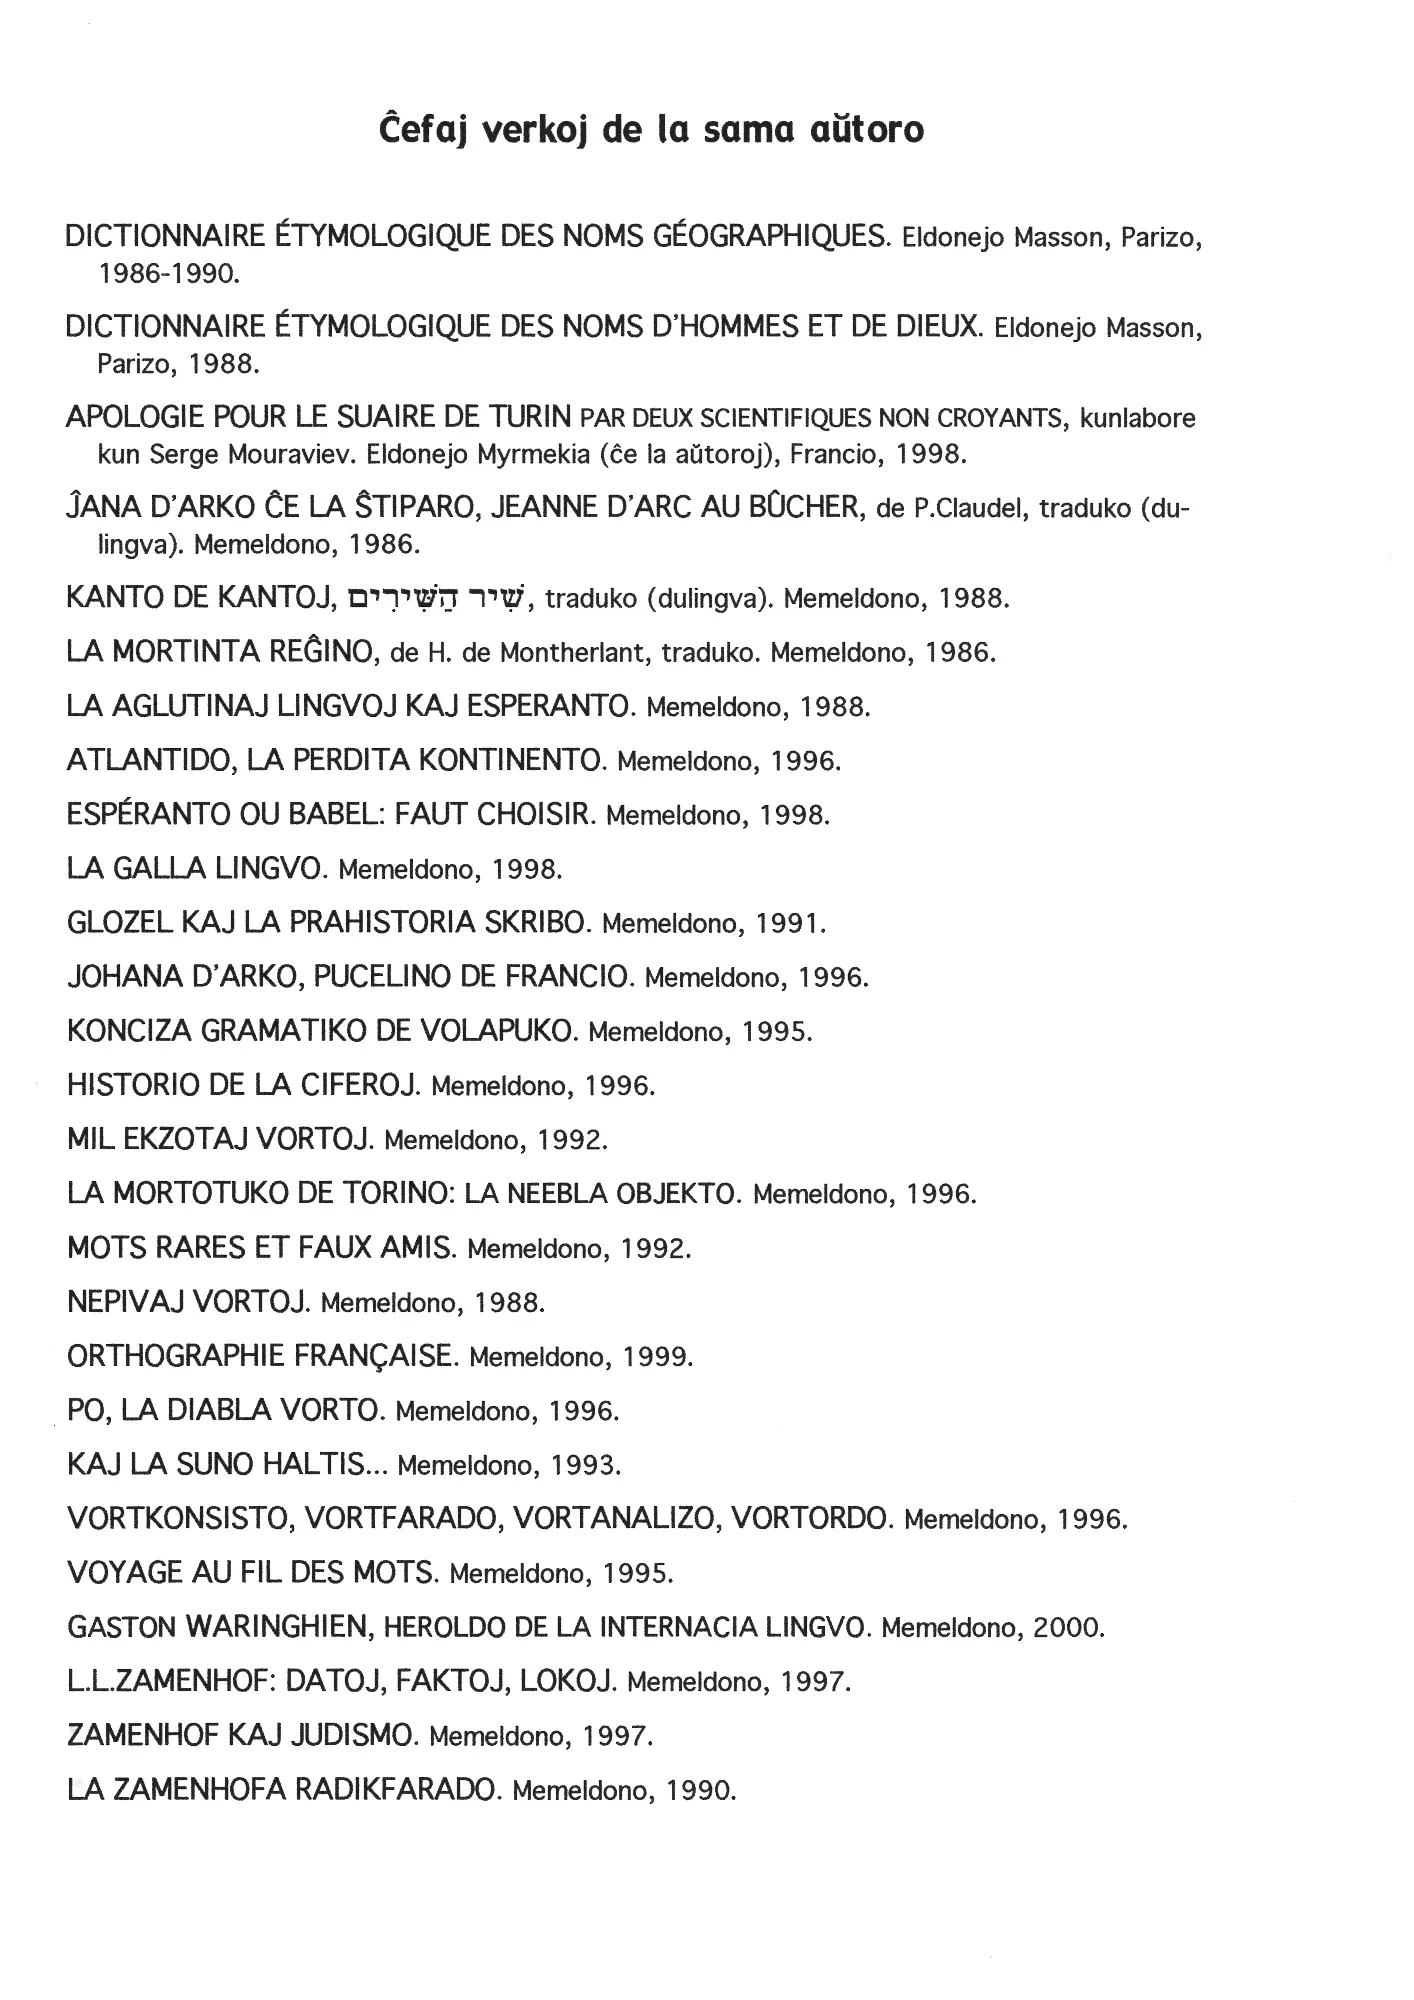 Ĉefaj verkoj de la sama aŭtoro
DICTIONNAIRE ÉTYMOLOGIQUE DES NOMS GÉOGRAPHIQUES. Eldonejo Masson, Parizo,
1986-1990.
DICTIONNAIRE ÉTYMOLOGIQUE DES NOMS D'HOMMES ET DE DIEUX. Eldonejo Masson,
Parizo, 1988.
APOLOGIE POUR LE SUAIRE DE TURIN PAR DEUX SCIENTIFIQUES NON CROYANTS, kunlabore
kun Serge Mouraviev. Eldonejo Myrmekia (ĉe la aŭtoroj), Francio, 1998.
ĴANA D'ARKO ĈE LA ŜTIPARO, JEANNE D'ARC AU BÛCHER, de P.Claudel, traduko (du-
lingva). Memeldono, 1986.
KANTO DE KANTOJ, שִׁיר הַשִּׁירִים, traduko (dulingva). Memeldono, 1988.
LA MORTINTA REĜINO, de H. de Montherlant, traduko. Memeldono, 1986.
LA AGLUTINAJ LINGVOJ KAJ ESPERANTO. Memeldono, 1988.
ATLANTIDO, LA PERDITA KONTINENTO. Memeldono, 1996.
ESPÉRANTO OU BABEL: FAUT CHOISIR. Memeldono, 1998.
LA GALLA LINGVO. Memeldono, 1998.
GLOZEL KAJ LA PRAHISTORIA SKRIBO. Memeldono, 1991.
JOHANA D'ARKO, PUCELINO DE FRANCIO. Memeldono, 1996.
KONCIZA GRAMATIKO DE VOLAPUKO. Memeldono, 1995.
HISTORIO DE LA CIFEROJ. Memeldono, 1996.
MIL EKZOTAJ VORTOJ. Memeldono, 1992.
LA MORTOTUKO DE TORINO: LA NEEBLA OBJEKTO. Memeldono, 1996.
MOTS RARES ET FAUX AMIS. Memeldono, 1992.
NEPIVAJ VORTOJ. Memeldono, 1988.
ORTHOGRAPHIE FRANÇAISE. Memeldono, 1999.
PO, LA DIABLA VORTO. Memeldono, 1996.
KAJ LA SUNO HALTIS... Memeldono, 1993.
VORTKONSISTO, VORTFARADO, VORTANALIZO, VORTORDO. Memeldono, 1996.
VOYAGE AU FIL DES MOTS. Memeldono, 1995.
GASTON WARINGHIEN, HEROLDO DE LA INTERNACIA LINGVO. Memeldono, 2000.
L.L.ZAMENHOF: DATOJ, FAKTOJ, LOKOJ. Memeldono, 1997.
ZAMENHOF KAJ JUDISMO. Memeldono, 1997.
LA ZAMENHOFA RADIKFARADO. Memeldono, 1990.